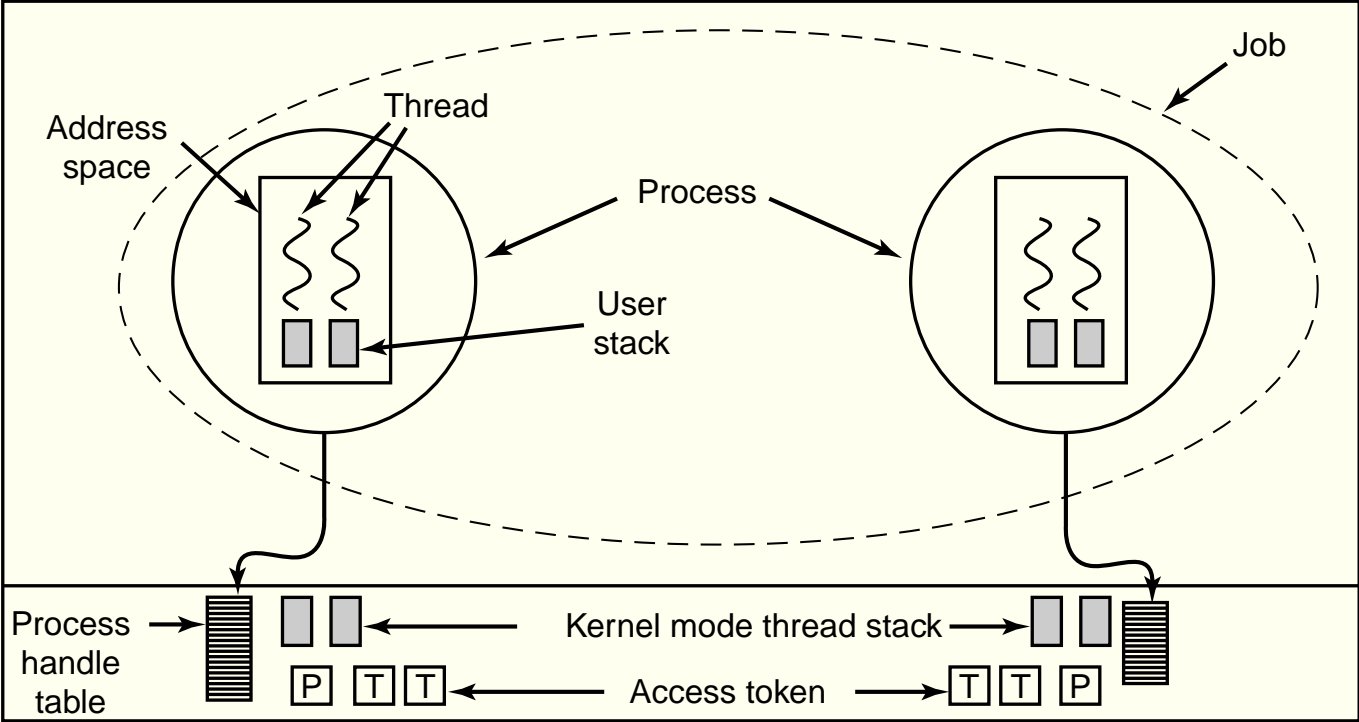 Job
Thread
Address
space
Process
User
stack
Process
handle
table
Kernel mode thread stack
P T T
Access token
T T P